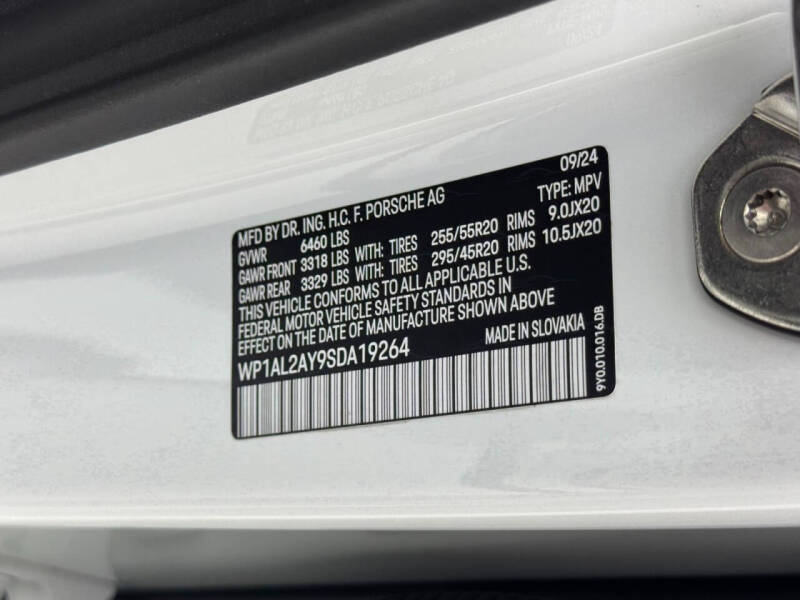 09/24
MFD BY DR. ING. H.C. F. PORSCHE AG TYPE: MPV
GVWR 6460 LBS
GAWR FRONT 3318 LBS WITH: TIRES 255/55R20 RIMS 9.0JX20
GAWR REAR 3329 LBS WITH: TIRES 295/45R20 RIMS 10.5JX20
THIS VEHICLE CONFORMS TO ALL APPLICABLE U.S.
FEDERAL MOTOR VEHICLE SAFETY STANDARDS IN
EFFECT ON THE DATE OF MANUFACTURE SHOWN ABOVE
WP1AL2AY9SDA19264 MADE IN SLOVAKIA
9Y0.010.016.DB